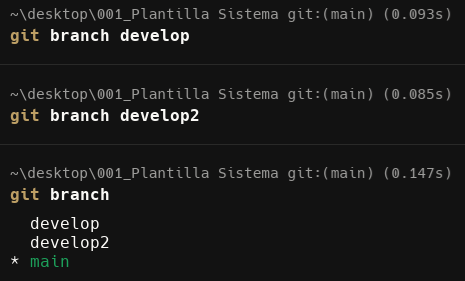 ~\desktop\001_Plantilla Sistema git:(main) (0.093s)
git branch develop
~\desktop\001_Plantilla Sistema git:(main) (0.085s)
git branch develop2
~\desktop\001_Plantilla Sistema git:(main) (0.147s)
git branch
develop
develop2
* main